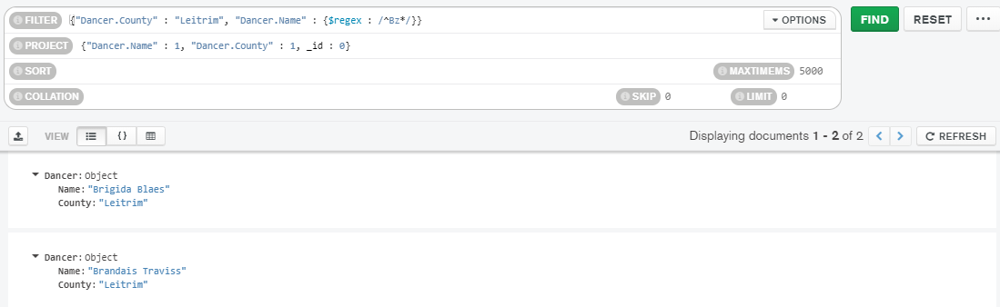 FILTER {"Dancer.County" : "Leitrim", "Dancer.Name" : {$regex : /^Bz*/}} OPTIONS FIND RESET ...
PROJECT {"Dancer.Name" : 1, "Dancer.County" : 1, _id : 0}
SORT MAXTIMEMS 5000
COLLATION SKIP 0 LIMIT 0
VIEW {} Displaying documents 1 - 2 of 2 < > REFRESH
Dancer: Object
Name: "Brigida Blaes"
County: "Leitrim"
Dancer: Object
Name: "Brandais Traviss"
County: "Leitrim"